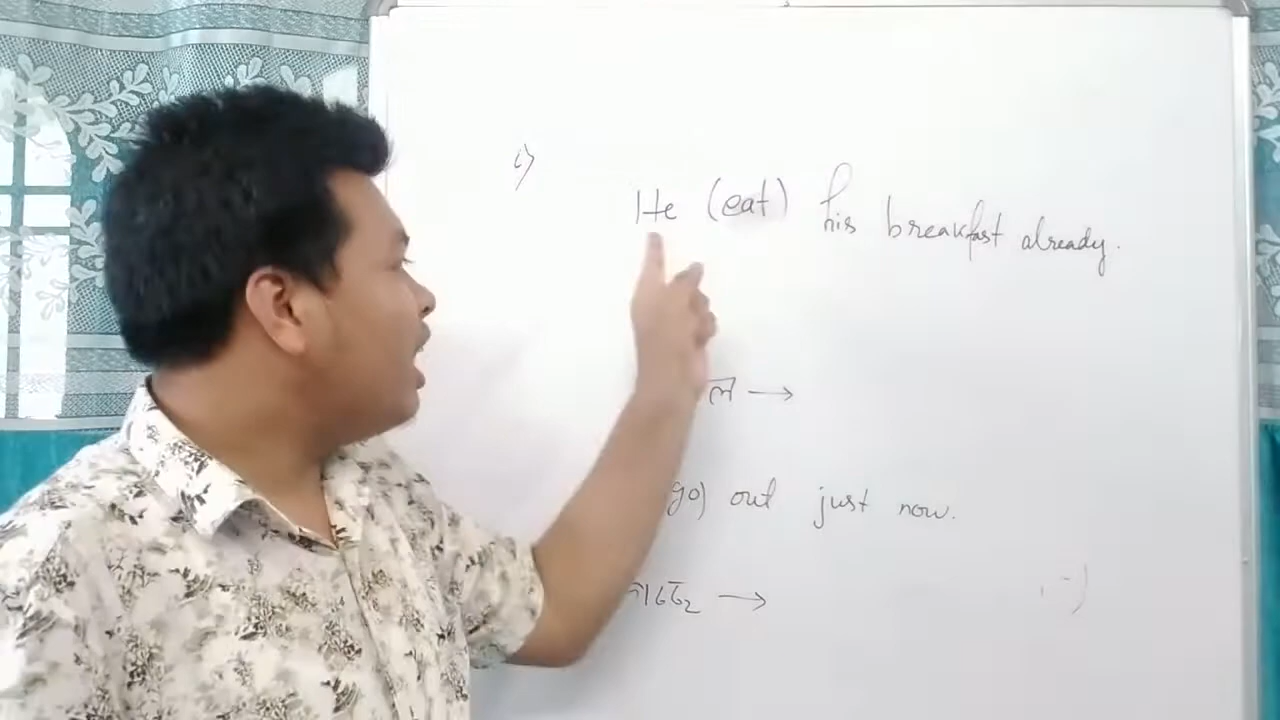 i)
He (eat) his breakfast already.
ল →
go) out just now.
→